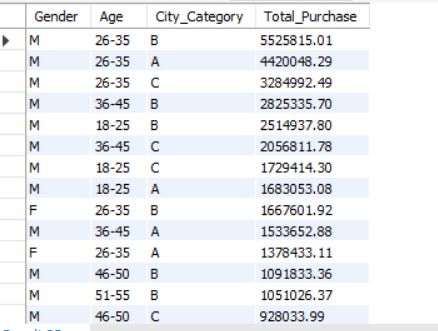 Gender Age City_Category Total_Purchase
M 26-35 B 5525815.01
M 26-35 A 4420048.29
M 26-35 C 3284992.49
M 36-45 B 2825335.70
M 18-25 B 2514937.80
M 36-45 C 2056811.78
M 18-25 C 1729414.30
M 18-25 A 1683053.08
F 26-35 B 1667601.92
M 36-45 A 1533652.88
F 26-35 A 1378433.11
M 46-50 B 1091833.36
M 51-55 B 1051026.37
M 46-50 C 928033.99